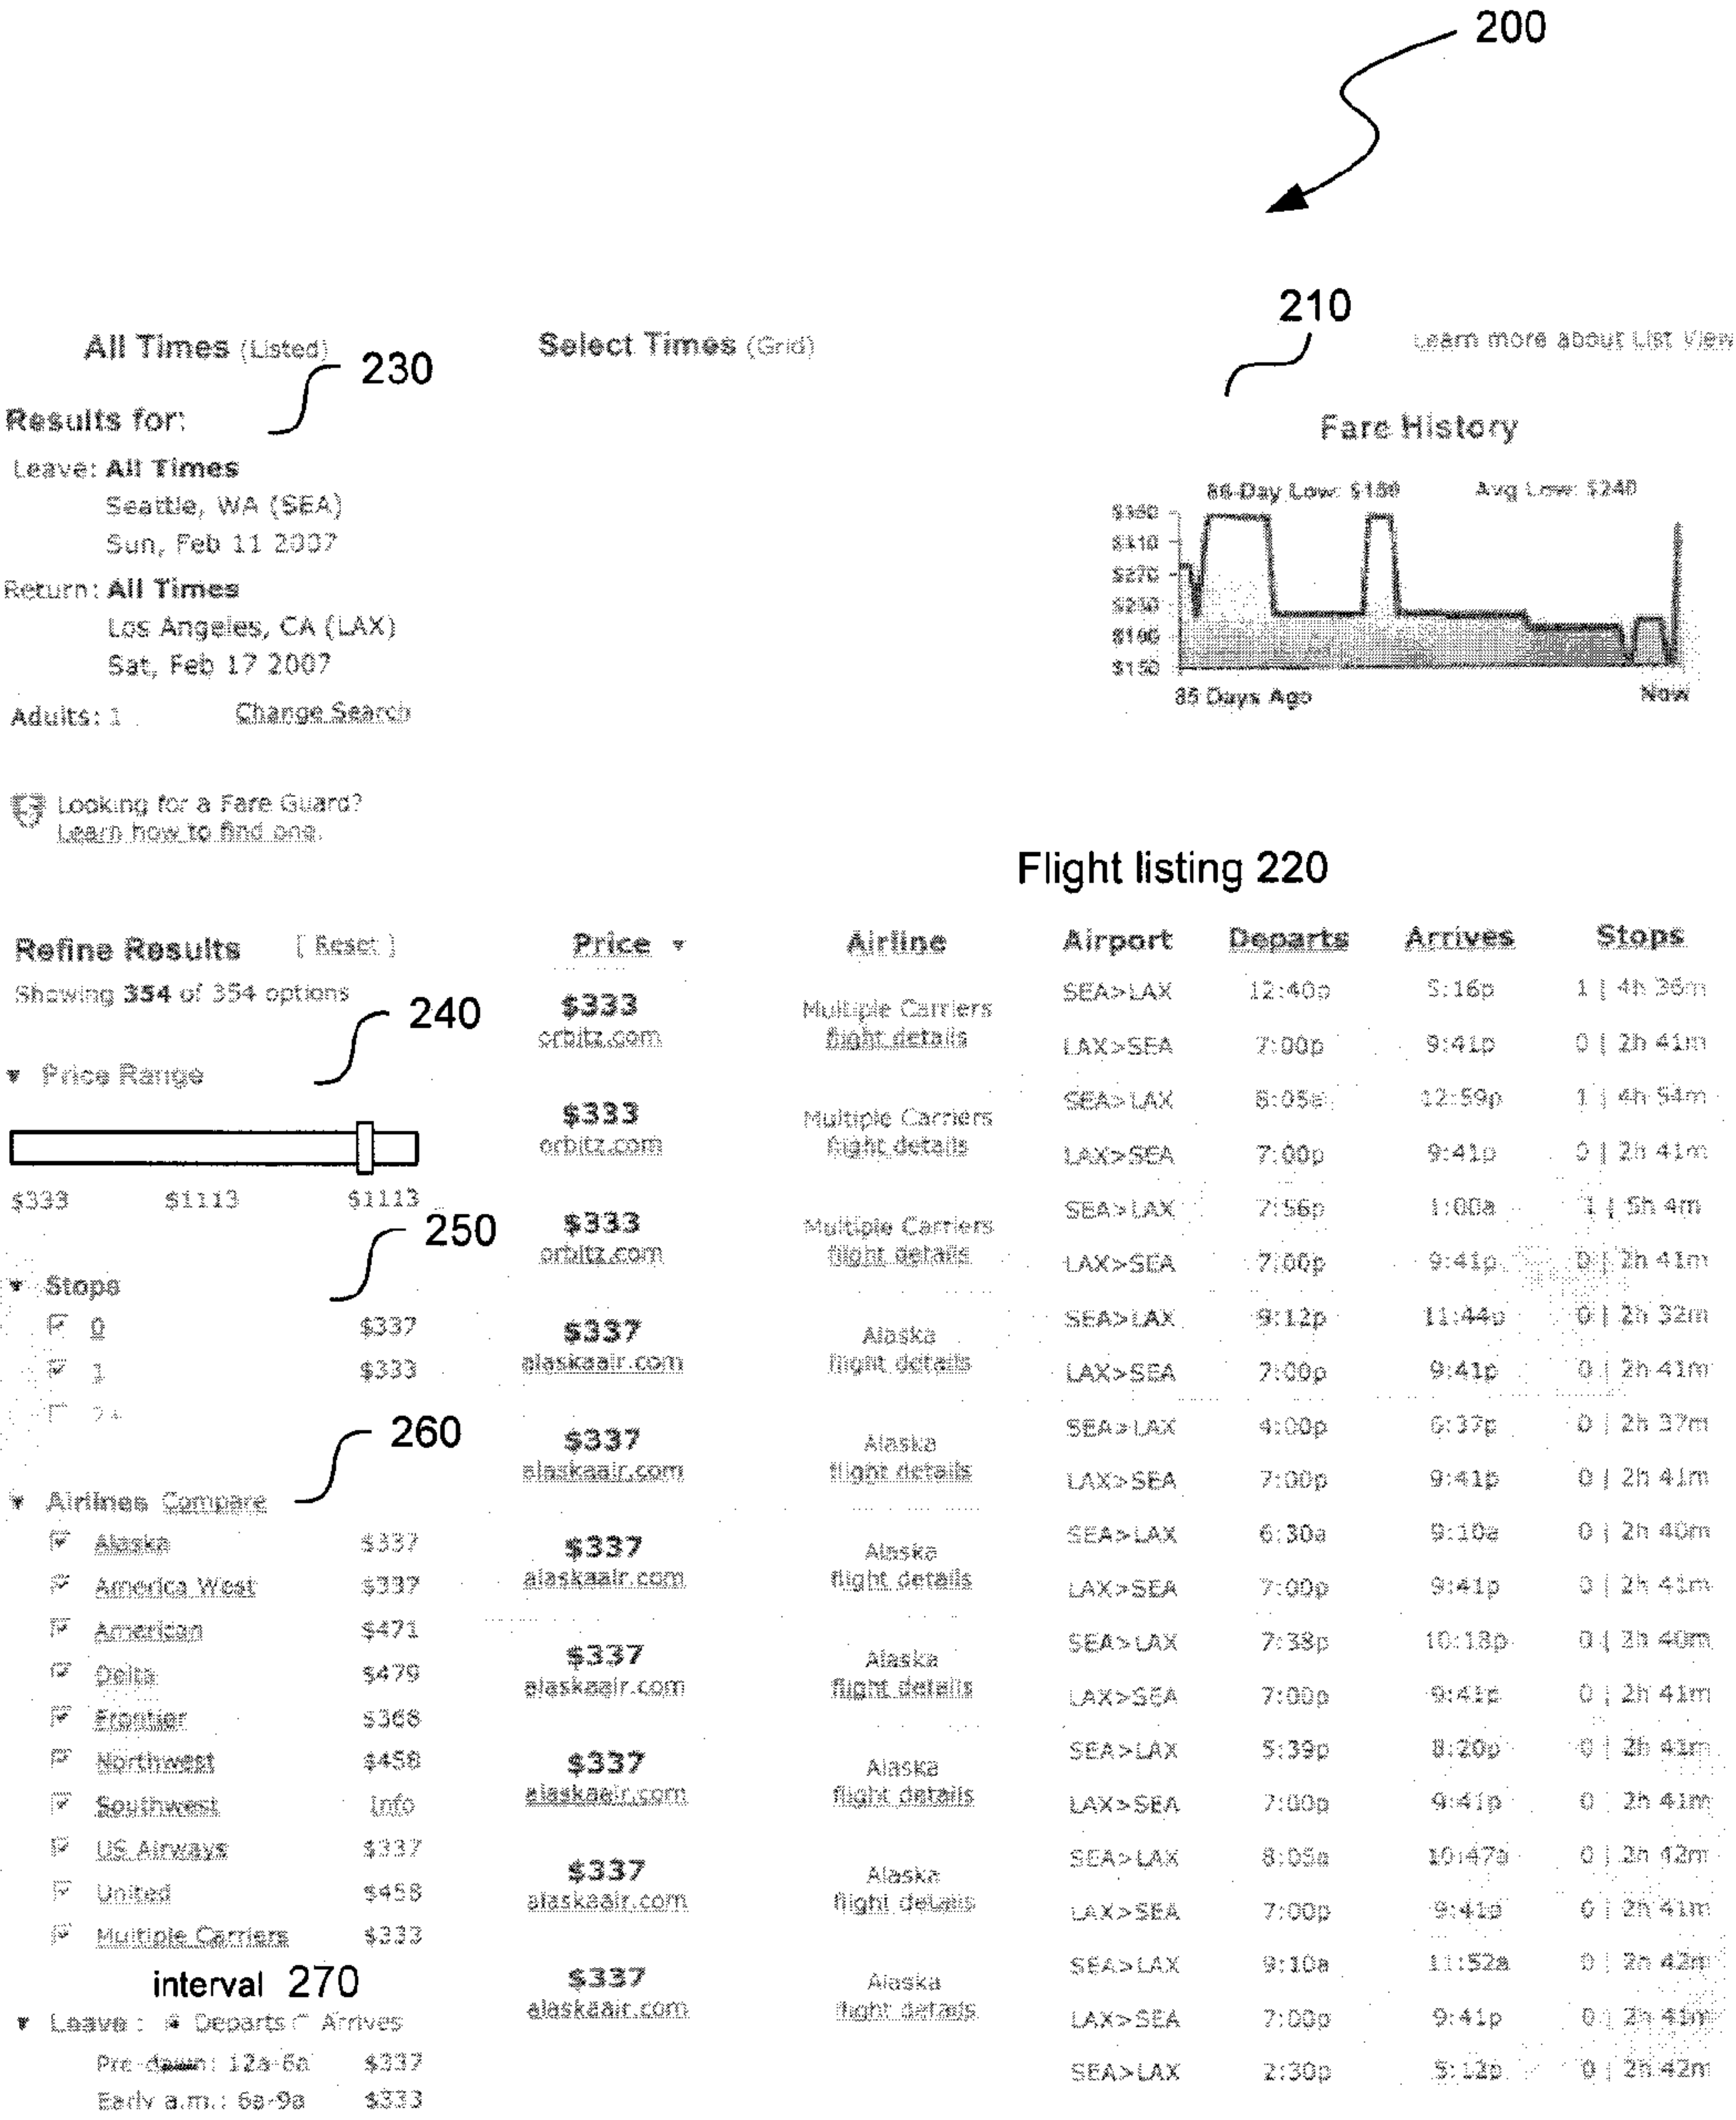 200
210
All Times (Listed)
230
Select Times (Grid)
Learn more about List View
Results for:
Leave: All Times
Seattle, WA (SEA)
Sun, Feb 11 2007
Return: All Times
Los Angeles, CA (LAX)
Sat, Feb 17 2007
Adults: 1 Change Search
Fare History
Avg Low: $240
$270
$150
85 Days Ago Now
Looking for a Fare Guard?
Learn how to find one.
Flight listing 220
Refine Results [ Reset ]
Showing 354 of 354 options
240
▼ Price Range
$333 $1113 $1113
250
▼ Stops
0 $337
1 $333
2+
260
▼ Airlines Compare
Alaska $337
America West $337
American $471
Delta $479
Frontier $368
Northwest $458
Southwest Info
US Airways $337
United $458
Multiple Carriers $333
interval 270
▼ Leave: Departs Arrives
Pre-dawn: 12a-6a $337
Early a.m.: 6a-9a $333
Price ▼ Airline Airport Departs Arrives Stops
$333 Multiple Carriers SEA>LAX 12:40p 5:16p 1 | 4h 36m
orbitz.com flight details LAX>SEA 7:00p 9:41p 0 | 2h 41m
$333 Multiple Carriers SEA>LAX 8:05a 12:59p 1 | 4h 54m
orbitz.com flight details LAX>SEA 7:00p 9:41p 0 | 2h 41m
$333 Multiple Carriers SEA>LAX 7:56p 1:00a 1 | 5h 4m
orbitz.com flight details LAX>SEA 7:00p 9:41p 0 | 2h 41m
$337 Alaska SEA>LAX 9:12p 11:44p 0 | 2h 32m
alaskaair.com flight details LAX>SEA 7:00p 9:41p 0 | 2h 41m
$337 Alaska SEA>LAX 4:00p 6:37p 0 | 2h 37m
alaskaair.com flight details LAX>SEA 7:00p 9:41p 0 | 2h 41m
$337 Alaska SEA>LAX 6:30a 9:10a 0 | 2h 40m
alaskaair.com flight details LAX>SEA 7:00p 9:41p 0 | 2h 41m
$337 Alaska SEA>LAX 7:38p 10:18p 0 | 2h 40m
alaskaair.com flight details LAX>SEA 7:00p 9:41p 0 | 2h 41m
$337 Alaska SEA>LAX 5:39p 8:20p 0 | 2h 41m
alaskaair.com flight details LAX>SEA 7:00p 9:41p 0 2h 41m
$337 Alaska SEA>LAX 8:05a 10:47a 0 | 2h 42m
alaskaair.com flight details LAX>SEA 7:00p 9:41p 0 | 2h 41m
$337 Alaska SEA>LAX 9:10a 11:52a 0 | 2h 42m
alaskaair.com flight details LAX>SEA 7:00p 9:41p 0 | 2h 41m
SEA>LAX 2:30p 5:12p 0 | 2h 42m